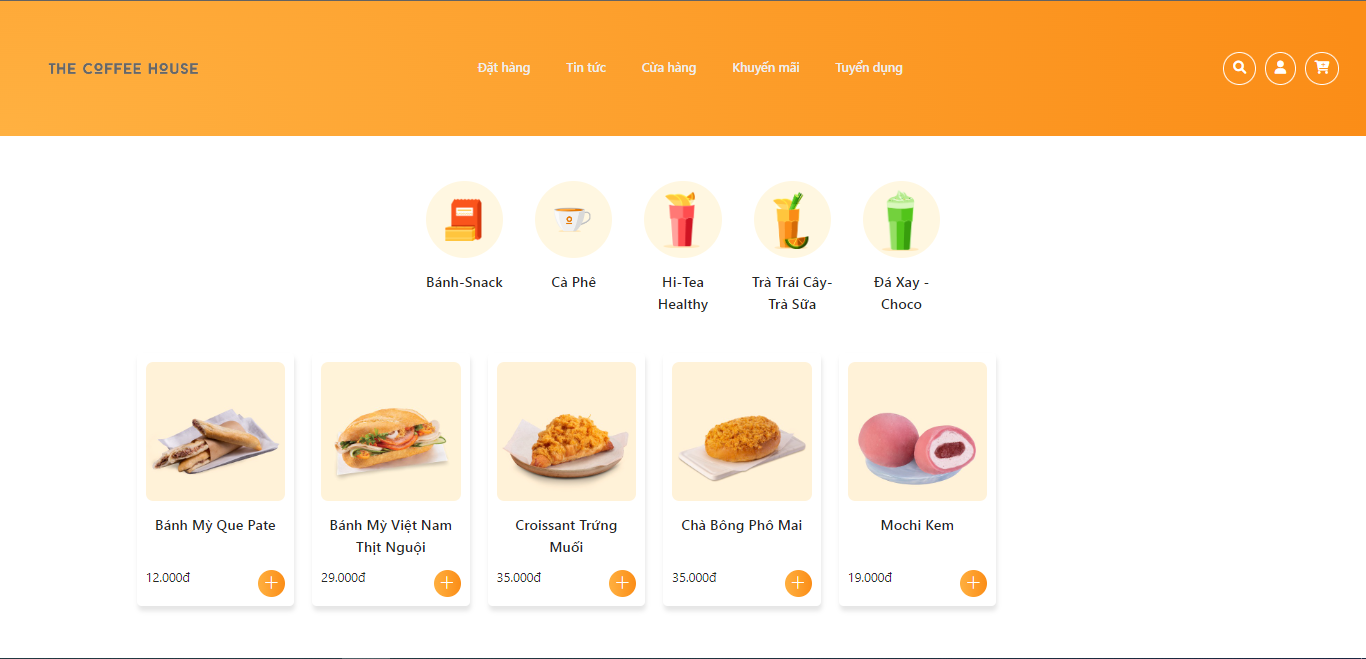 THE COFFEE HOUSE
Đặt hàng Tin tức Cửa hàng Khuyến mãi Tuyển dụng
Bánh-Snack Cà Phê Hi-Tea Trà Trái Cây- Đá Xay -
Healthy Trà Sữa Choco
Bánh Mỳ Que Pate Bánh Mỳ Việt Nam Croissant Trứng Chà Bông Phô Mai Mochi Kem
Thịt Nguội Muối
12.000đ 29.000đ 35.000đ 35.000đ 19.000đ